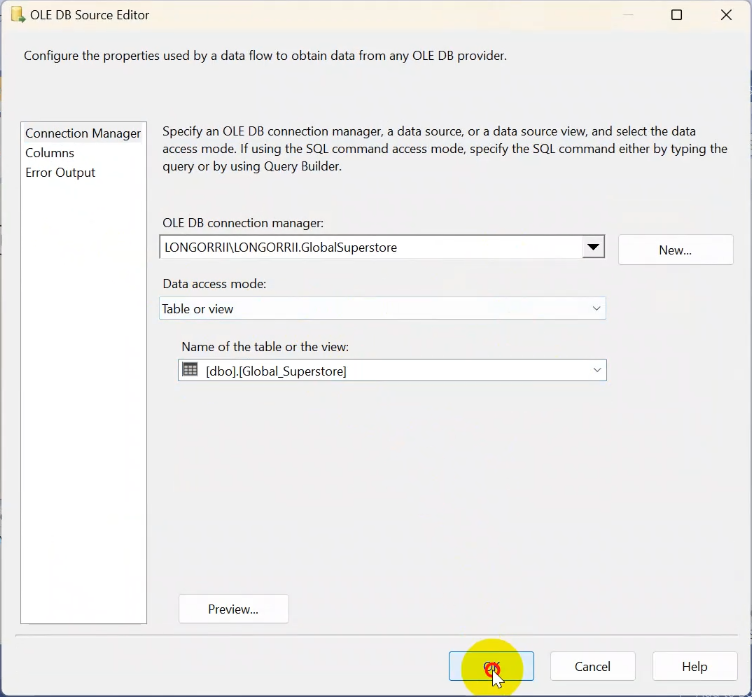 OLE DB Source Editor
Configure the properties used by a data flow to obtain data from any OLE DB provider.
Connection Manager
Columns
Error Output
Specify an OLE DB connection manager, a data source, or a data source view, and select the data
access mode. If using the SQL command access mode, specify the SQL command either by typing the
query or by using Query Builder.
OLE DB connection manager:
LONGORRII\LONGORRII.GlobalSuperstore
New...
Data access mode:
Table or view
Name of the table or the view:
[dbo].[Global_Superstore]
Preview...
OK
Cancel
Help